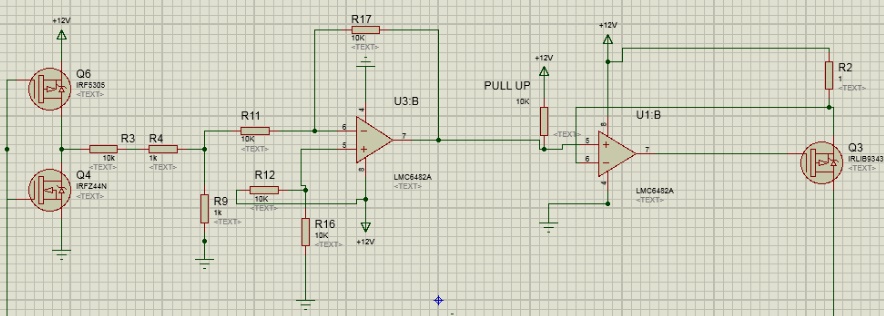 +12V
Q6
IRF5305
<TEXT>
Q4
IRFZ44N
<TEXT>
R3
10k
<TEXT>
R4
1k
<TEXT>
R9
1k
<TEXT>
R11
10K
<TEXT>
R17
10K
<TEXT>
R12
10K
<TEXT>
R16
10K
<TEXT>
U3:B
4
6
5
7
8
LMC6482A
<TEXT>
+12V
+12V
PULL UP
10K
<TEXT>
+12V
U1:B
8
5
6
7
4
LMC6482A
<TEXT>
R2
1
<TEXT>
Q3
IRLIB9343
<TEXT>